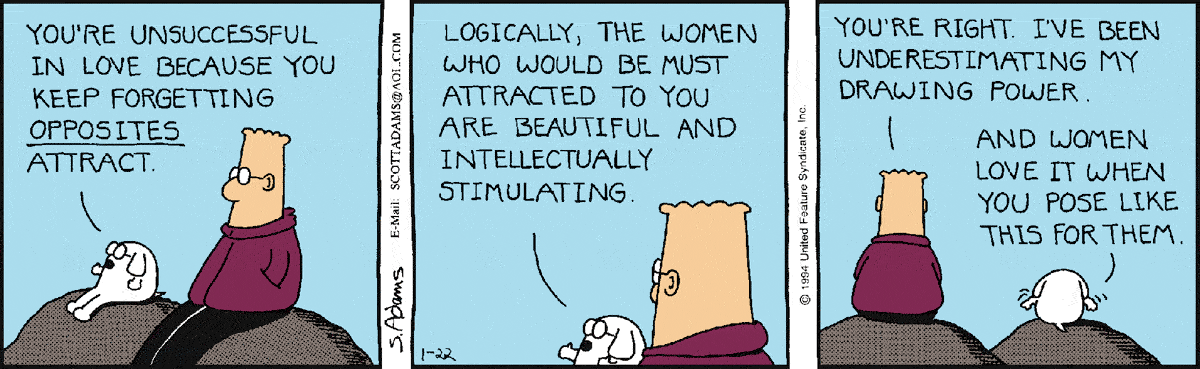 YOU'RE UNSUCCESSFUL
IN LOVE BECAUSE YOU
KEEP FORGETTING
OPPOSITES
ATTRACT.
S. Adams E-Mail: SCOTTADAMS@AOL.COM
LOGICALLY, THE WOMEN
WHO WOULD BE MUST
ATTRACTED TO YOU
ARE BEAUTIFUL AND
INTELLECTUALLY
STIMULATING.
1-22
© 1994 United Feature Syndicate, Inc.
YOU'RE RIGHT. I'VE BEEN
UNDERESTIMATING MY
DRAWING POWER.
AND WOMEN
LOVE IT WHEN
YOU POSE LIKE
THIS FOR THEM.